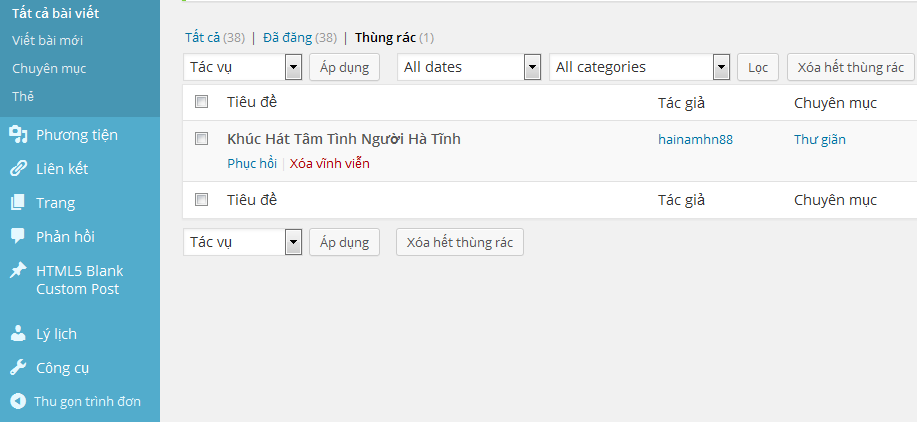 Tất cả bài viết
Viết bài mới
Chuyên mục
Thẻ
Phương tiện
Liên kết
Trang
Phản hồi
HTML5 Blank
Custom Post
Lý lịch
Công cụ
Thu gọn trình đơn
Tất cả (38) | Đã đăng (38) | Thùng rác (1)
Tác vụ Áp dụng All dates All categories Lọc Xóa hết thùng rác
Tiêu đề Tác giả Chuyên mục
Khúc Hát Tâm Tình Người Hà Tĩnh hainamhn88 Thư giãn
Phục hồi | Xóa vĩnh viễn
Tiêu đề Tác giả Chuyên mục
Tác vụ Áp dụng Xóa hết thùng rác